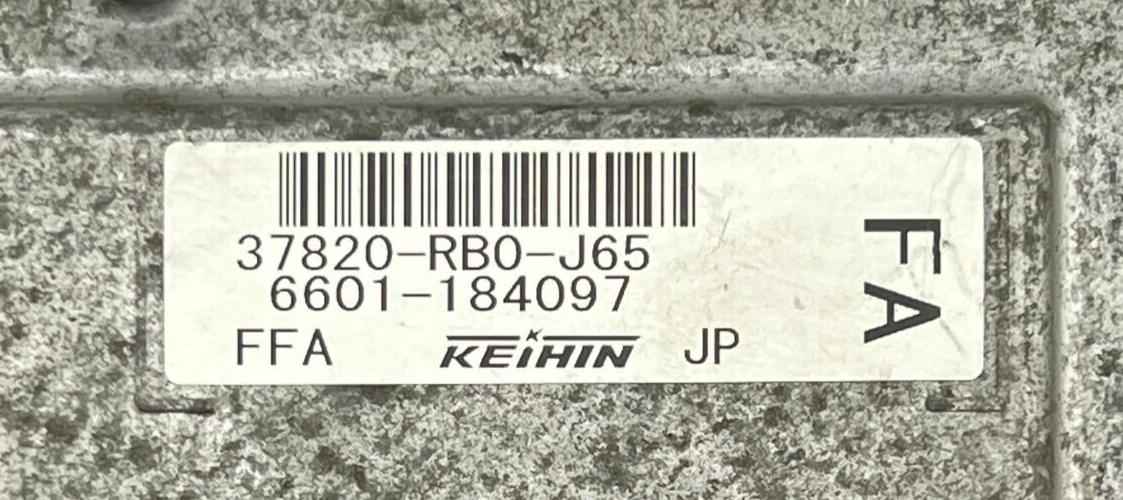 37820-RB0-J65
6601-184097
FFA KEIHIN JP
FA